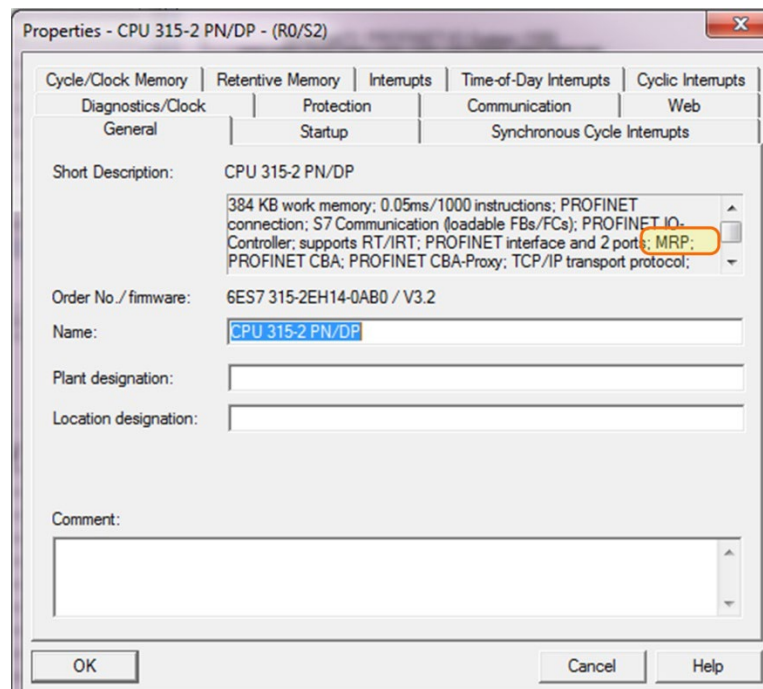 Properties - CPU 315-2 PN/DP - (R0/S2)
Cycle/Clock Memory Retentive Memory Interrupts Time-of-Day Interrupts Cyclic Interrupts
Diagnostics/Clock Protection Communication Web
General Startup Synchronous Cycle Interrupts
Short Description: CPU 315-2 PN/DP
384 KB work memory; 0.05ms/1000 instructions; PROFINET
connection; S7 Communication (loadable FBs/FCs); PROFINET IO-
Controller; supports RT/IRT; PROFINET interface and 2 ports; MRP;
PROFINET CBA; PROFINET CBA-Proxy; TCP/IP transport protocol;
Order No./ firmware: 6ES7 315-2EH14-0AB0 / V3.2
Name: CPU 315-2 PN/DP
Plant designation:
Location designation:
Comment:
OK Cancel Help